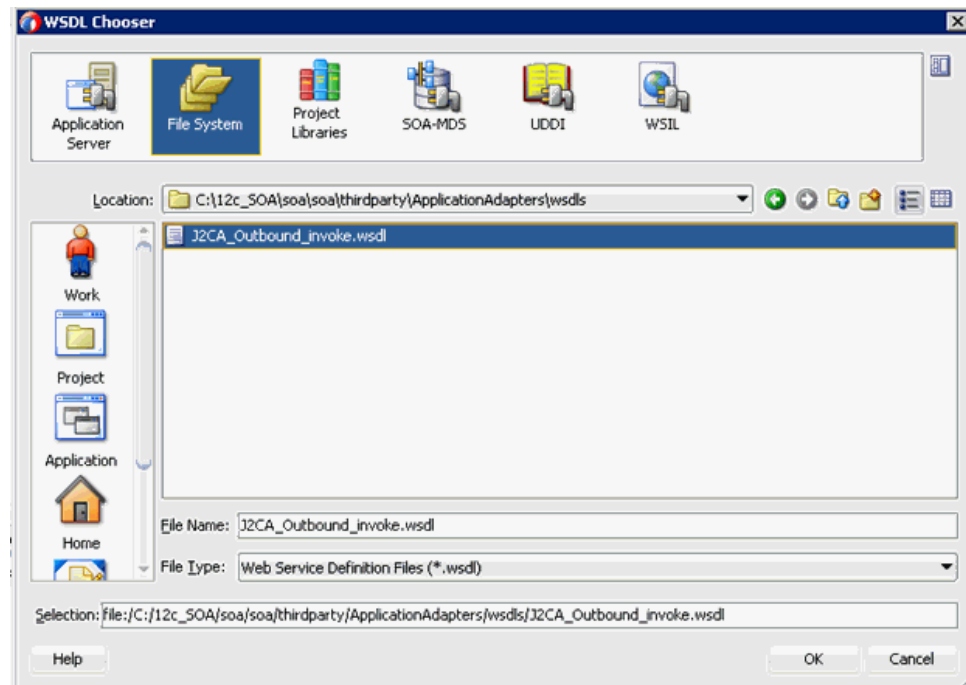 WSDL Chooser
Application
Server
File System
Project
Libraries
SOA-MDS
UDDI
WSIL
Location:
C:\12c_SOA\soa\soa\thirdparty\ApplicationAdapters\wsdls
J2CA_Outbound_invoke.wsdl
Work
Project
Application
Home
File Name: J2CA_Outbound_invoke.wsdl
File Type: Web Service Definition Files (*.wsdl)
Selection: file:/C:/12c_SOA/soa/soa/thirdparty/ApplicationAdapters/wsdls/J2CA_Outbound_invoke.wsdl
Help
OK
Cancel